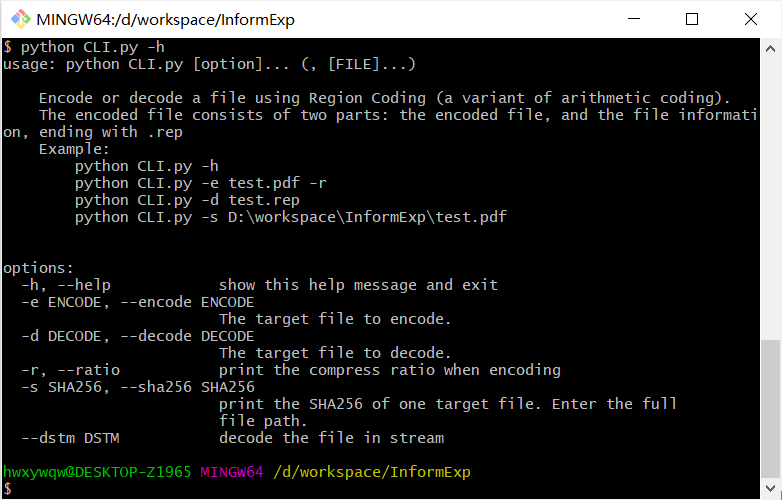 MINGW64:/d/workspace/InformExp
$ python CLI.py -h
usage: python CLI.py [option]... (, [FILE]...)
    Encode or decode a file using Region Coding (a variant of arithmetic coding).
    The encoded file consists of two parts: the encoded file, and the file informati
on, ending with .rep
    Example:
        python CLI.py -h
        python CLI.py -e test.pdf -r
        python CLI.py -d test.rep
        python CLI.py -s D:\workspace\InformExp\test.pdf
options:
  -h, --help            show this help message and exit
  -e ENCODE, --encode ENCODE
                        The target file to encode.
  -d DECODE, --decode DECODE
                        The target file to decode.
  -r, --ratio           print the compress ratio when encoding
  -s SHA256, --sha256 SHA256
                        print the SHA256 of one target file. Enter the full
                        file path.
  --dstm DSTM           decode the file in stream
hwxywqw@DESKTOP-Z1965 MINGW64 /d/workspace/InformExp
$